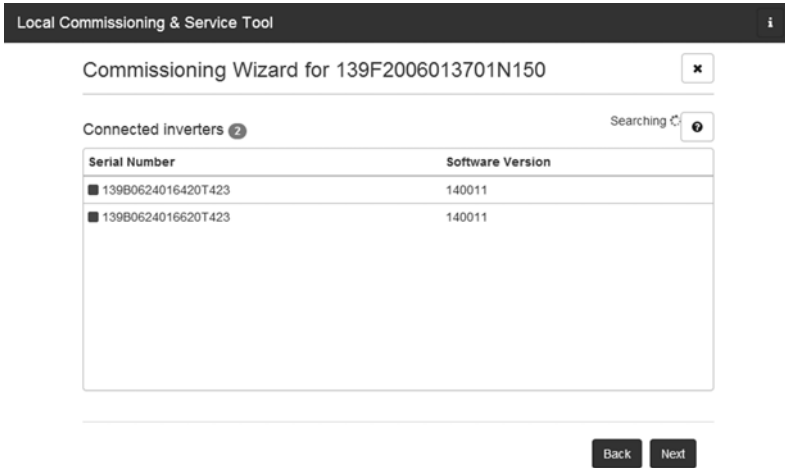 Local Commissioning & Service Tool
Commissioning Wizard for 139F2006013701N150
Connected inverters 2
Searching
Serial Number Software Version
139B0624016420T423 140011
139B0624016620T423 140011
Back Next